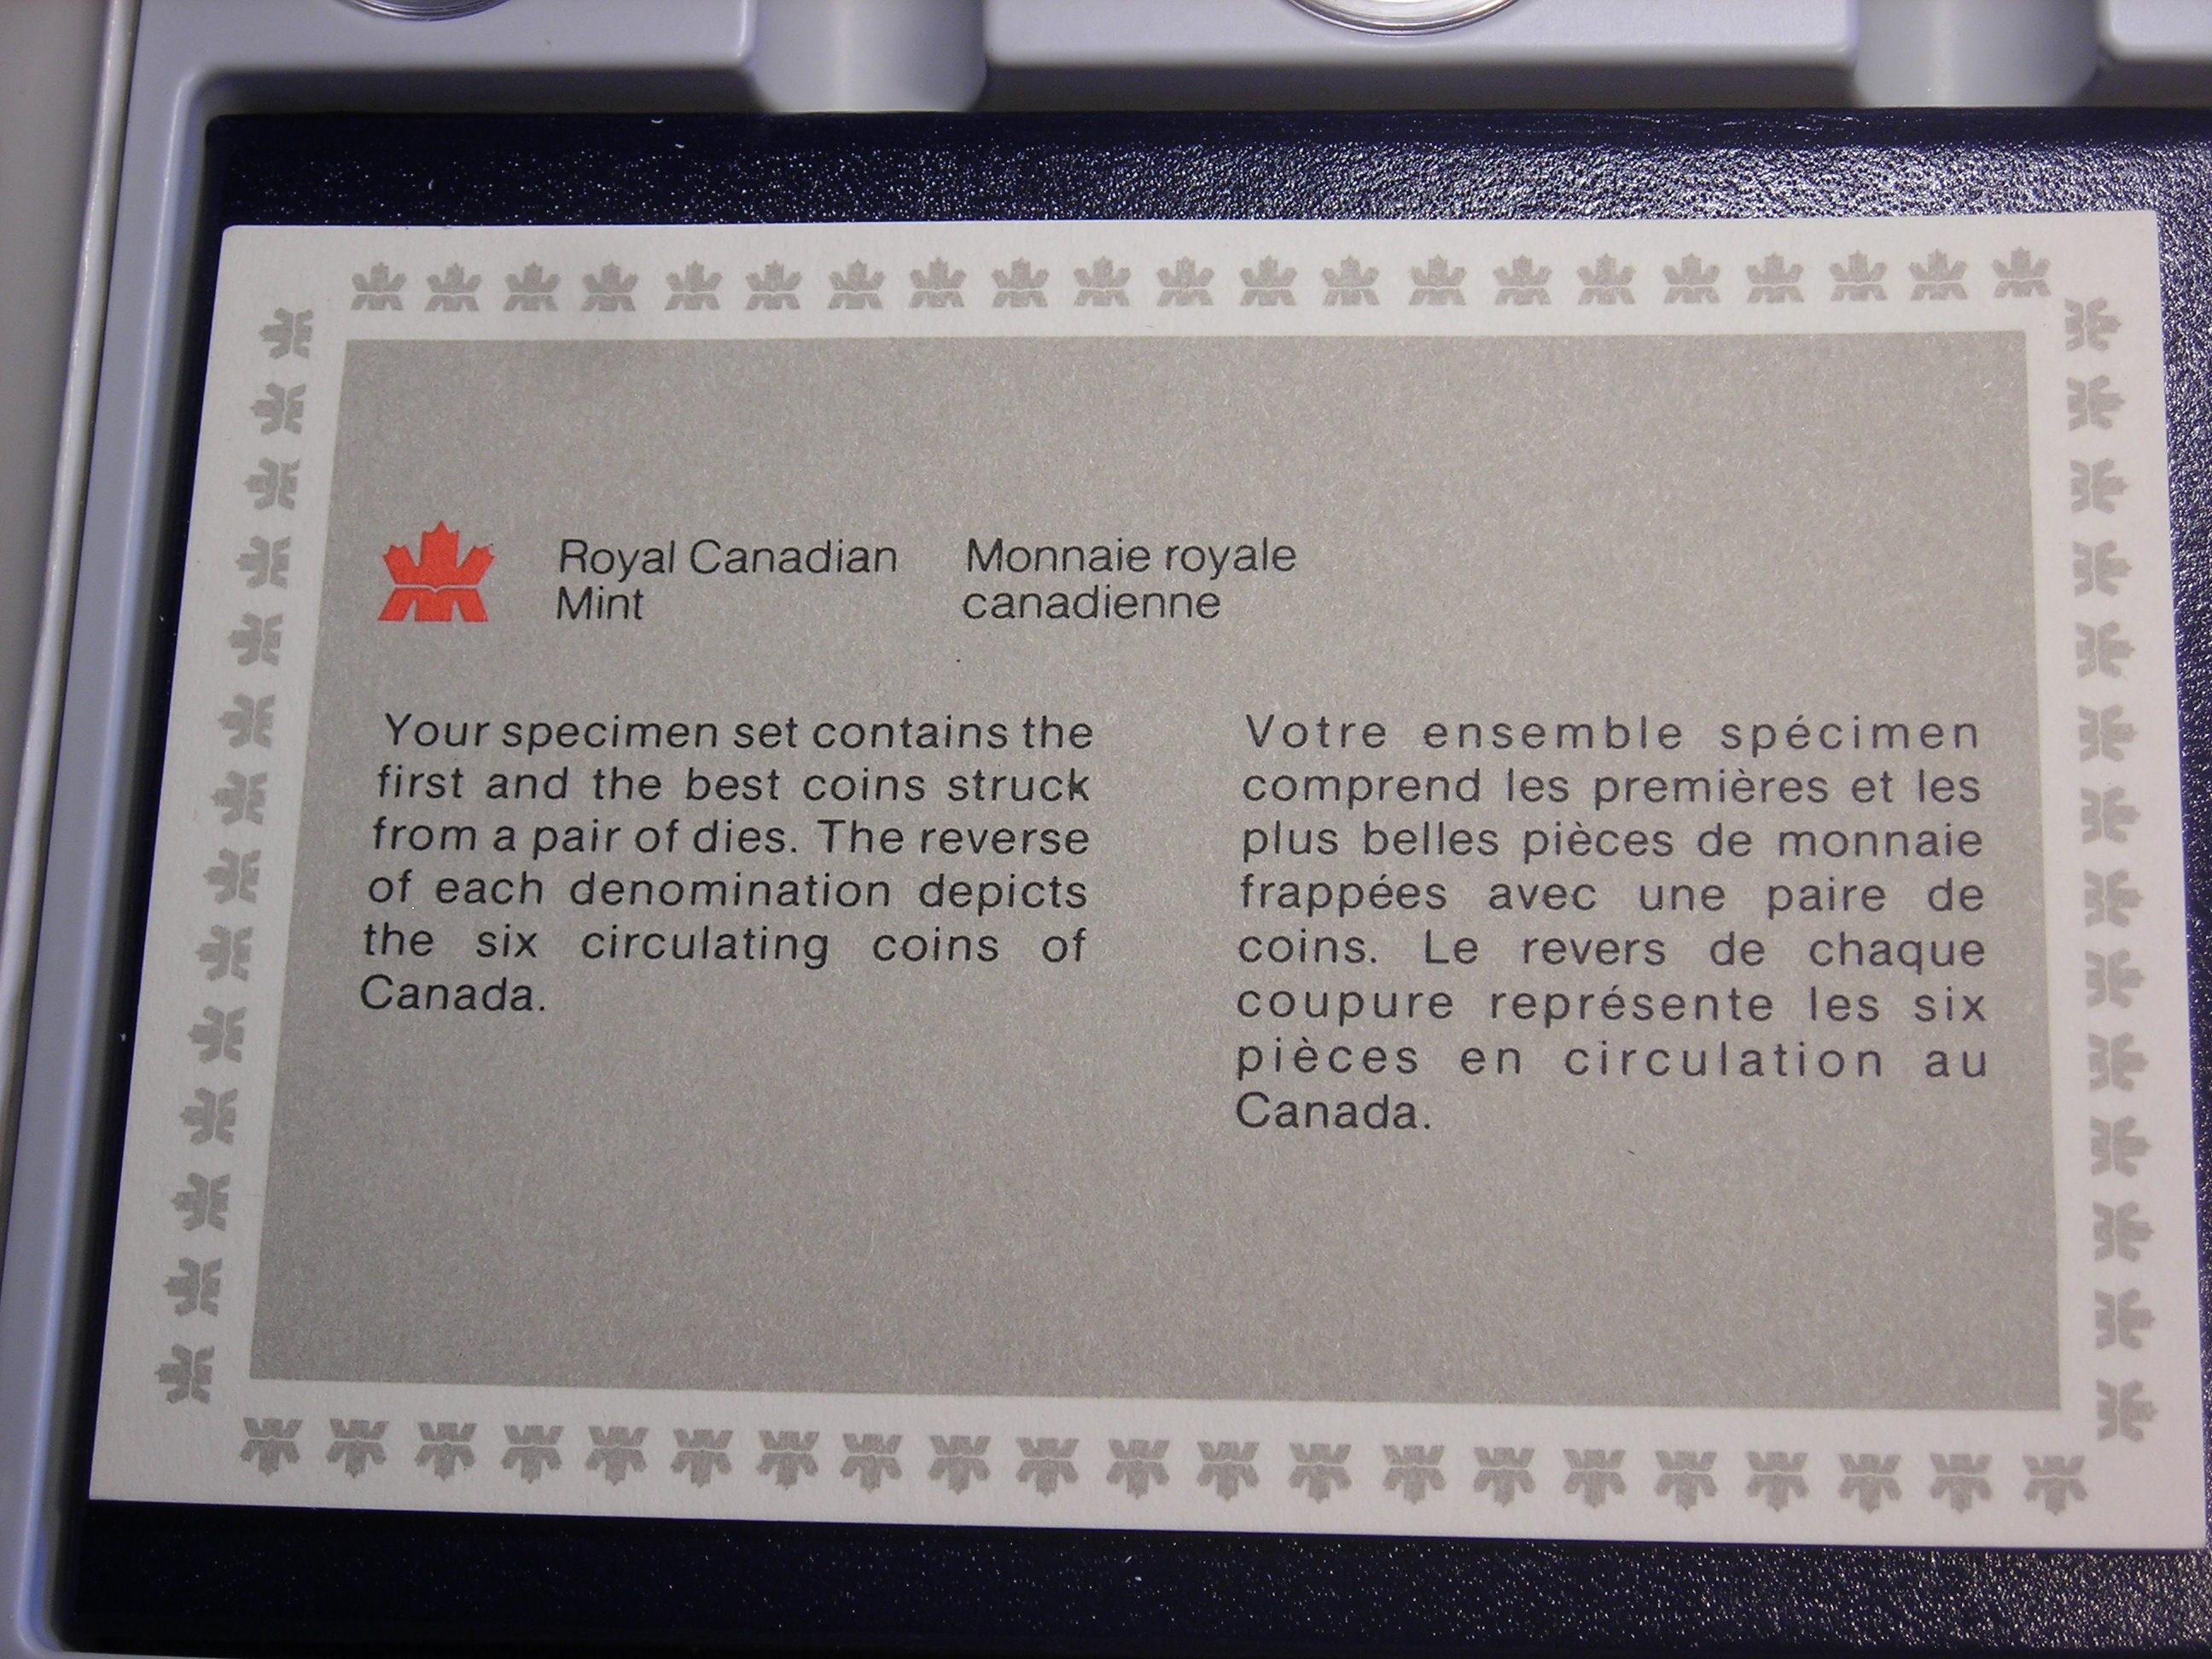 Royal Canadian
Mint
Monnaie royale
canadienne
Your specimen set contains the
first and the best coins struck
from a pair of dies. The reverse
of each denomination depicts
the six circulating coins of
Canada.
Votre ensemble spécimen
comprend les premières et les
plus belles pièces de monnaie
frappées avec une paire de
coins. Le revers de chaque
coupure représente les six
pièces en circulation au
Canada.